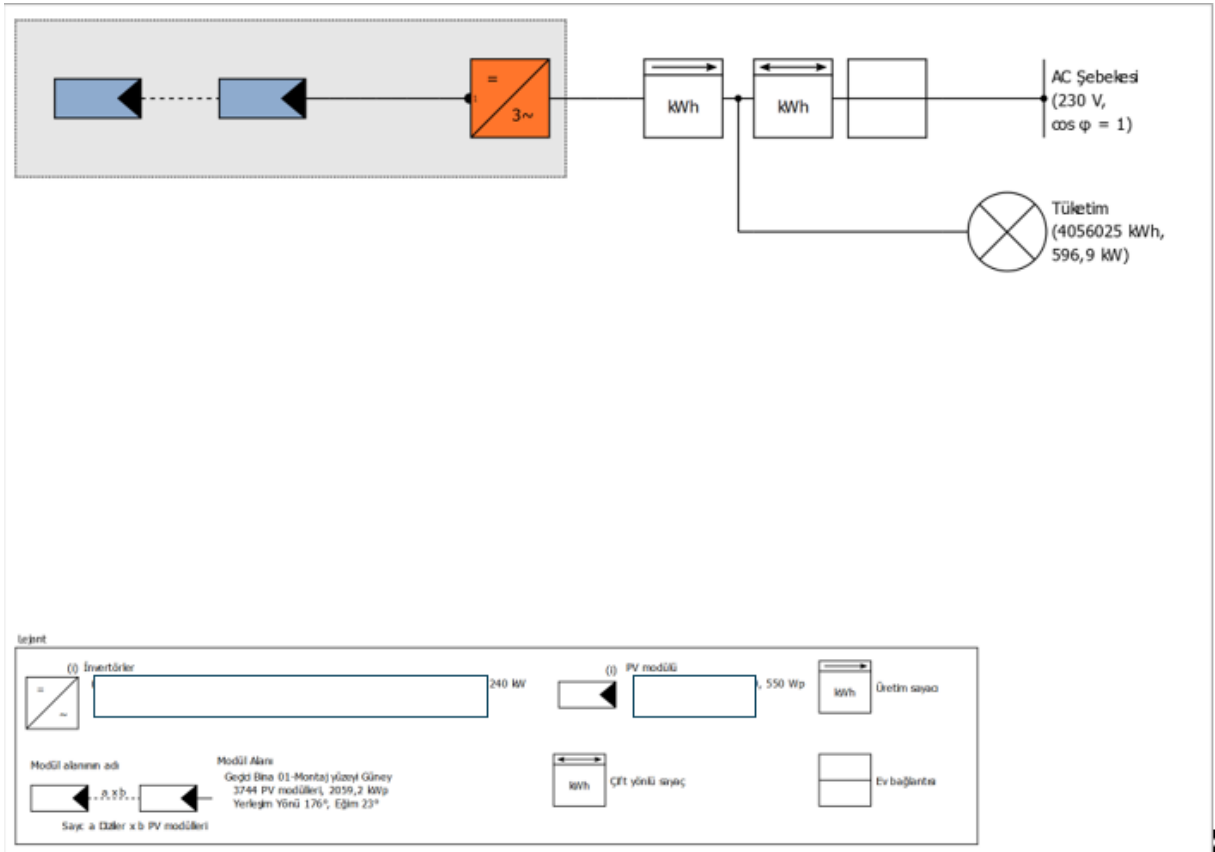 =
3~
kWh
kWh
AC Şebekesi
(230 V,
cos φ = 1)
Tüketim
(4056025 kWh,
596,9 kW)
Lejant
(i) İnvertörler
240 kW
=
~
(i) PV modülü
, 550 Wp
kWh
Üretim sayacı
Modül alanının adı
a x b
Sayı: a Diziler x b PV modülleri
Modül Alanı
Geçici Bina 01-Montaj yüzeyi Güney
3744 PV modülleri, 2059,2 kWp
Yerleşim Yönü 176°, Eğim 23°
kWh
Çift yönlü sayaç
Ev bağlantısı